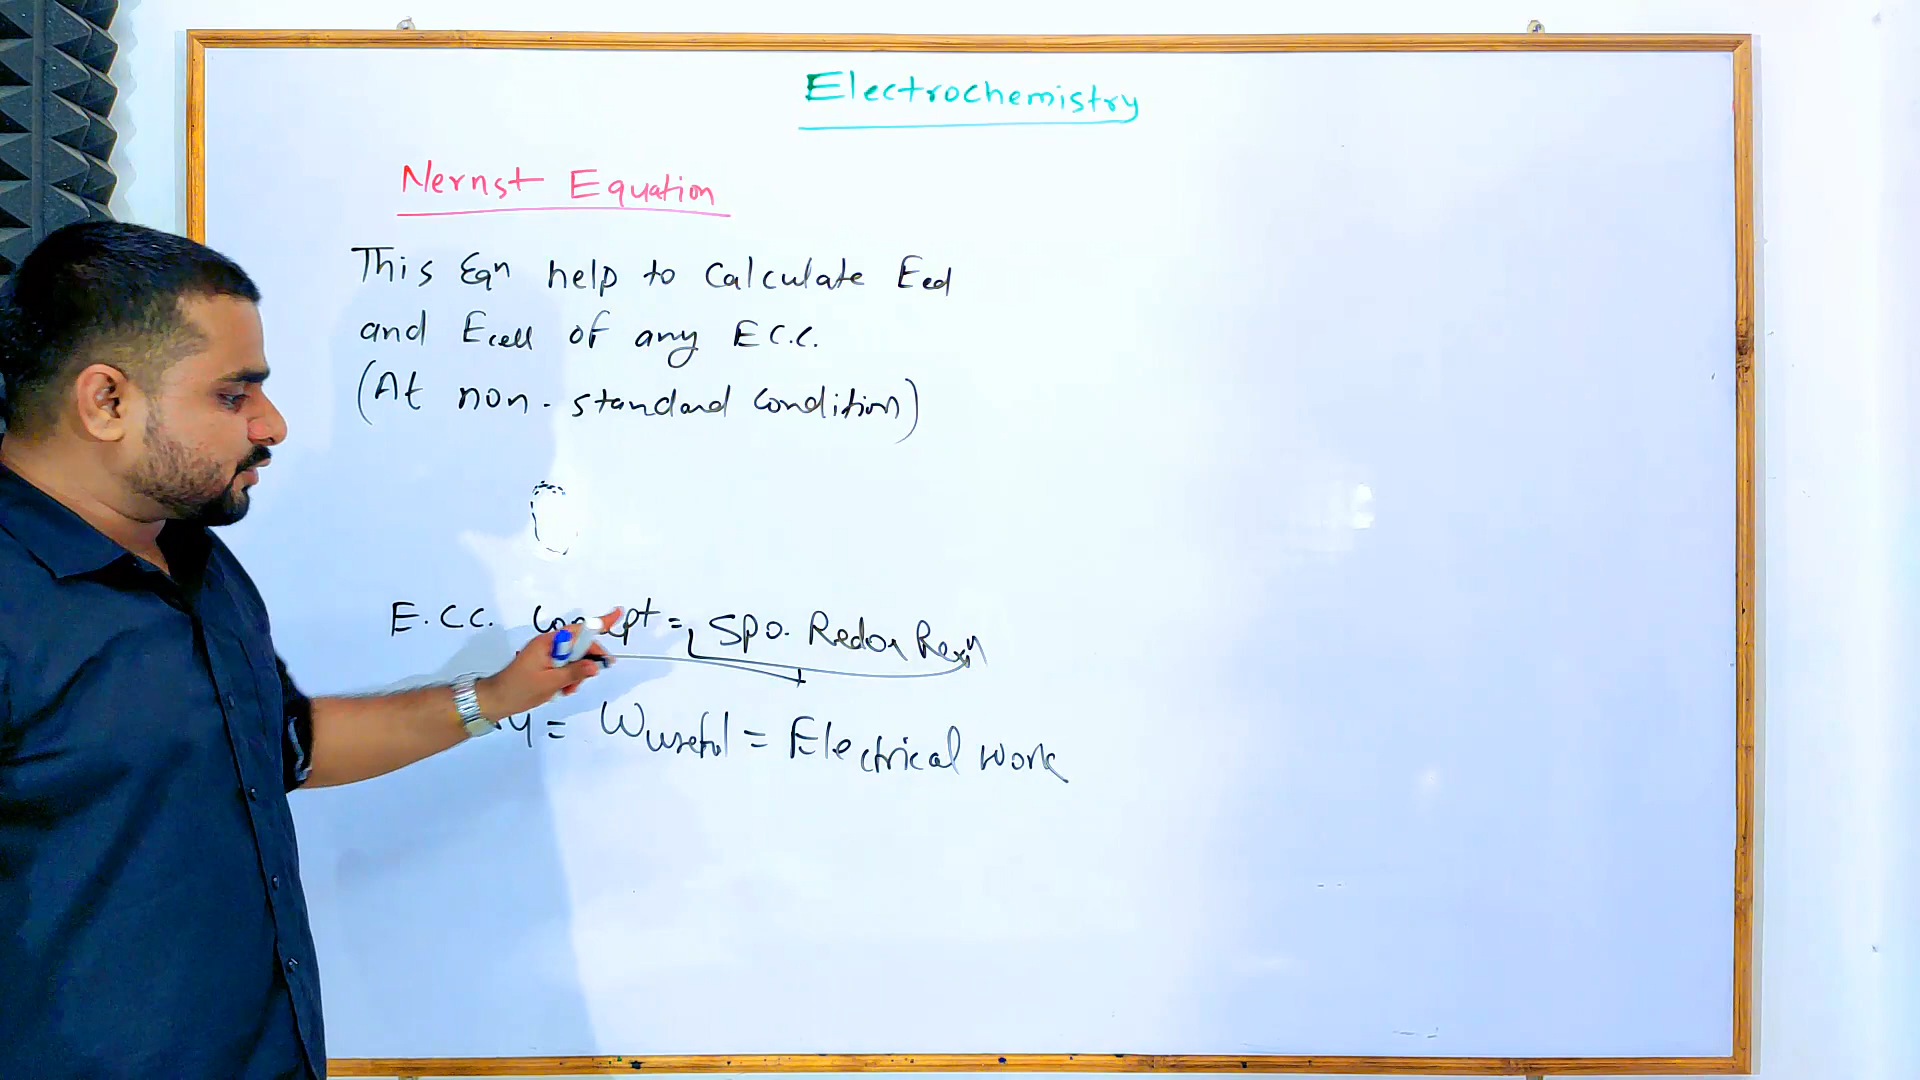 Electrochemistry
Nernst Equation
This Eqn help to Calculate Eed
and Ecell of any E C.C.
(At non-standard Condition)
E.C.C. Concept = Spo. Redox Rexn
= Wuseful = Electrical work